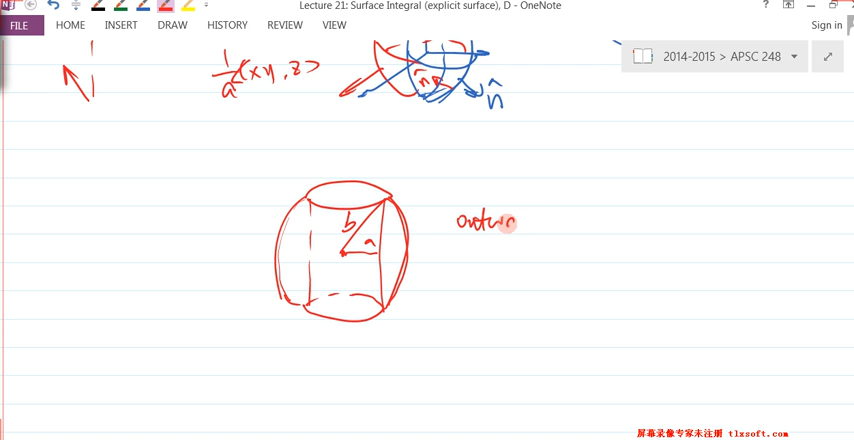 Lecture 21: Surface Integral (explicit surface), D - OneNote
FILE HOME INSERT DRAW HISTORY REVIEW VIEW
Sign in
2014-2015 > APSC 248
n̂
n̂
b
a
屏幕录像专家未注册 tlxsoft.com